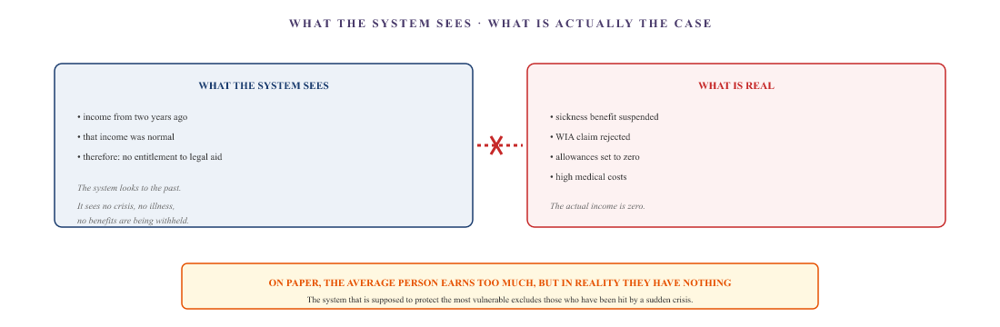 WHAT THE SYSTEM SEES · WHAT IS ACTUALLY THE CASE
WHAT THE SYSTEM SEES
• income from two years ago
• that income was normal
• therefore: no entitlement to legal aid
The system looks to the past.
It sees no crisis, no illness,
no benefits are being withheld.
WHAT IS REAL
• sickness benefit suspended
• WIA claim rejected
• allowances set to zero
• high medical costs
The actual income is zero.
ON PAPER, THE AVERAGE PERSON EARNS TOO MUCH, BUT IN REALITY THEY HAVE NOTHING
The system that is supposed to protect the most vulnerable excludes those who have been hit by a sudden crisis.